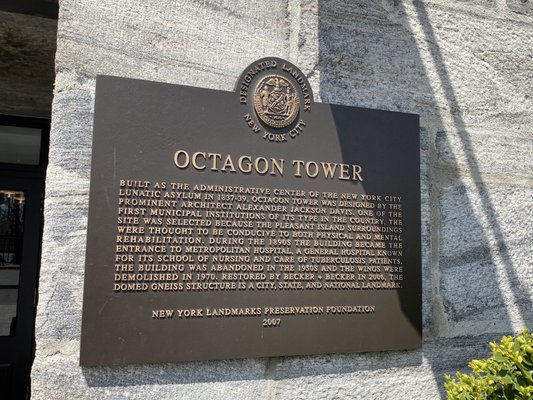 DESIGNATED LANDMARK
NEW YORK CITY
OCTAGON TOWER
BUILT AS THE ADMINISTRATIVE CENTER OF THE NEW YORK CITY
LUNATIC ASYLUM IN 1837-39, OCTAGON TOWER WAS DESIGNED BY THE
PROMINENT ARCHITECT ALEXANDER JACKSON DAVIS. ONE OF THE
FIRST MUNICIPAL INSTITUTIONS OF ITS TYPE IN THE COUNTRY, THE
SITE WAS SELECTED BECAUSE THE PLEASANT ISLAND SURROUNDINGS
WERE THOUGHT TO BE CONDUCIVE TO BOTH PHYSICAL AND MENTAL
REHABILITATION. DURING THE 1890S THE BUILDING BECAME THE
ENTRANCE TO METROPOLITAN HOSPITAL, A GENERAL HOSPITAL KNOWN
FOR ITS SCHOOL OF NURSING AND CARE OF TUBERCULOSIS PATIENTS.
THE BUILDING WAS ABANDONED IN THE 1950S AND THE WINGS WERE
DEMOLISHED IN 1970. RESTORED BY BECKER + BECKER IN 2006, THE
DOMED GNEISS STRUCTURE IS A CITY, STATE, AND NATIONAL LANDMARK.
NEW YORK LANDMARKS PRESERVATION FOUNDATION
2007